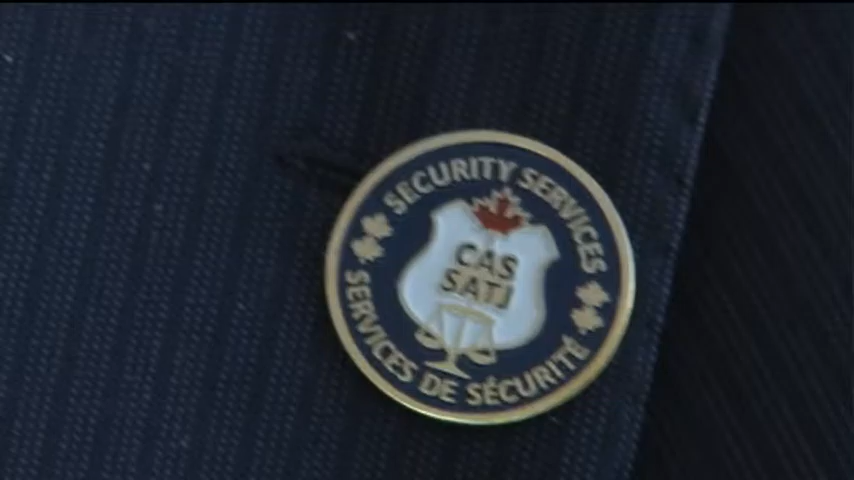 SECURITY SERVICES
CAS
SATJ
SERVICES DE SÉCURITÉ